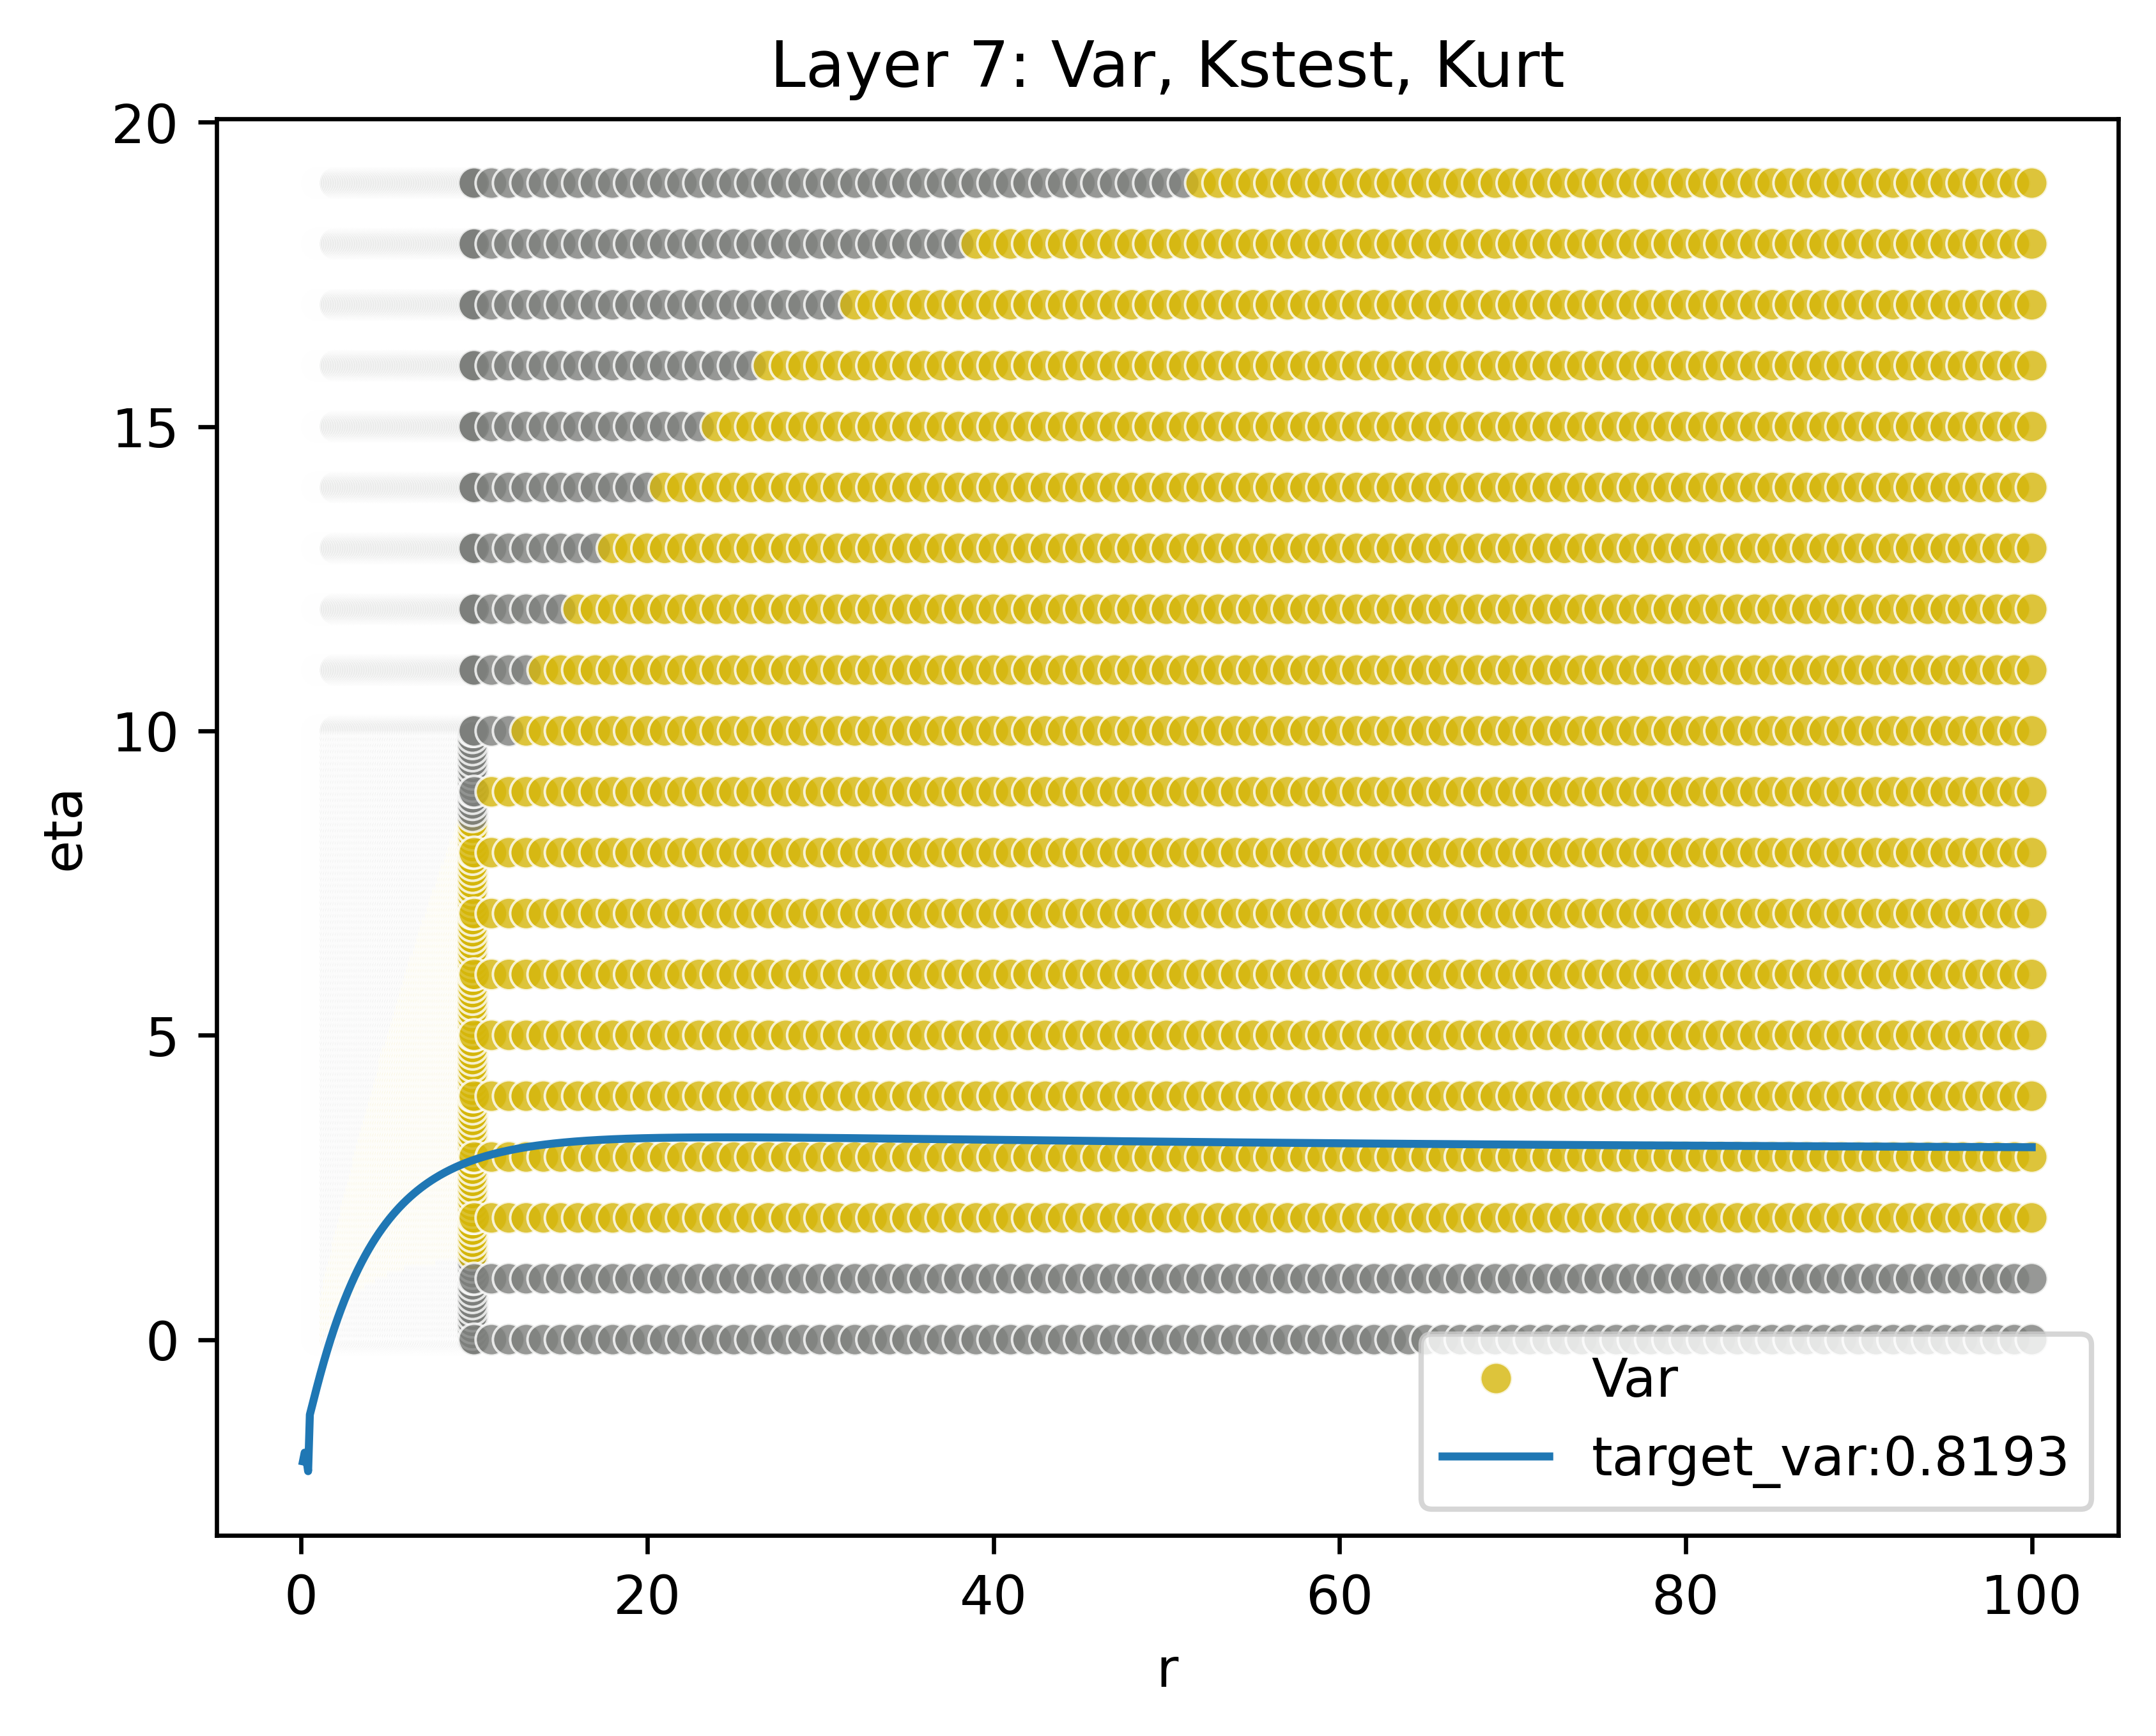 Layer 7: Var, Kstest, Kurt
20
15
10
5
0
eta
0 20 40 60 80 100
r
Var
target_var:0.8193